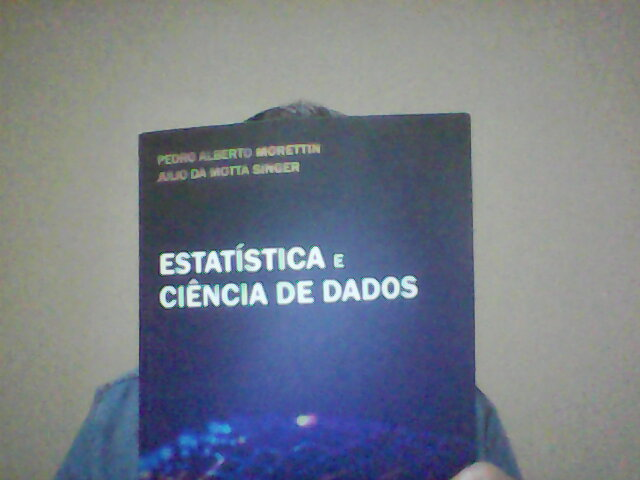 PEDRO ALBERTO MORETTIN
JULIO DA MOTTA SINGER
ESTATÍSTICA E
CIÊNCIA DE DADOS